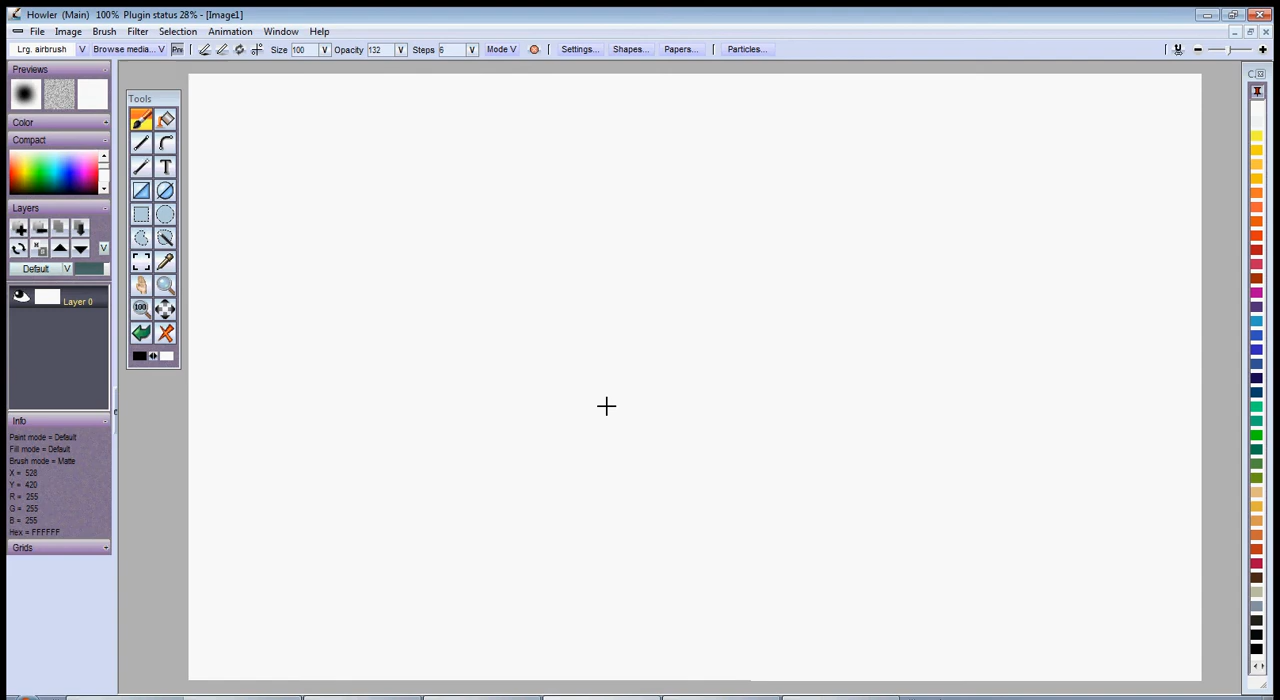 Howler (Main) 100% Plugin status 28% - [Image1]
File Image Brush Filter Selection Animation Window Help
Lrg. airbrush V Browse media... V Size 100 V Opacity 132 V Steps 6 V Mode V Settings... Shapes... Papers... Particles...
Previews
Color
Compact
Layers
V
Default V
Layer 0
Info
Paint mode = Default
Fill mode = Default
Brush mode = Matte
X = 528
Y = 420
R = 255
G = 255
B = 255
Hex = FFFFFF
Grids
Tools
T
100
C